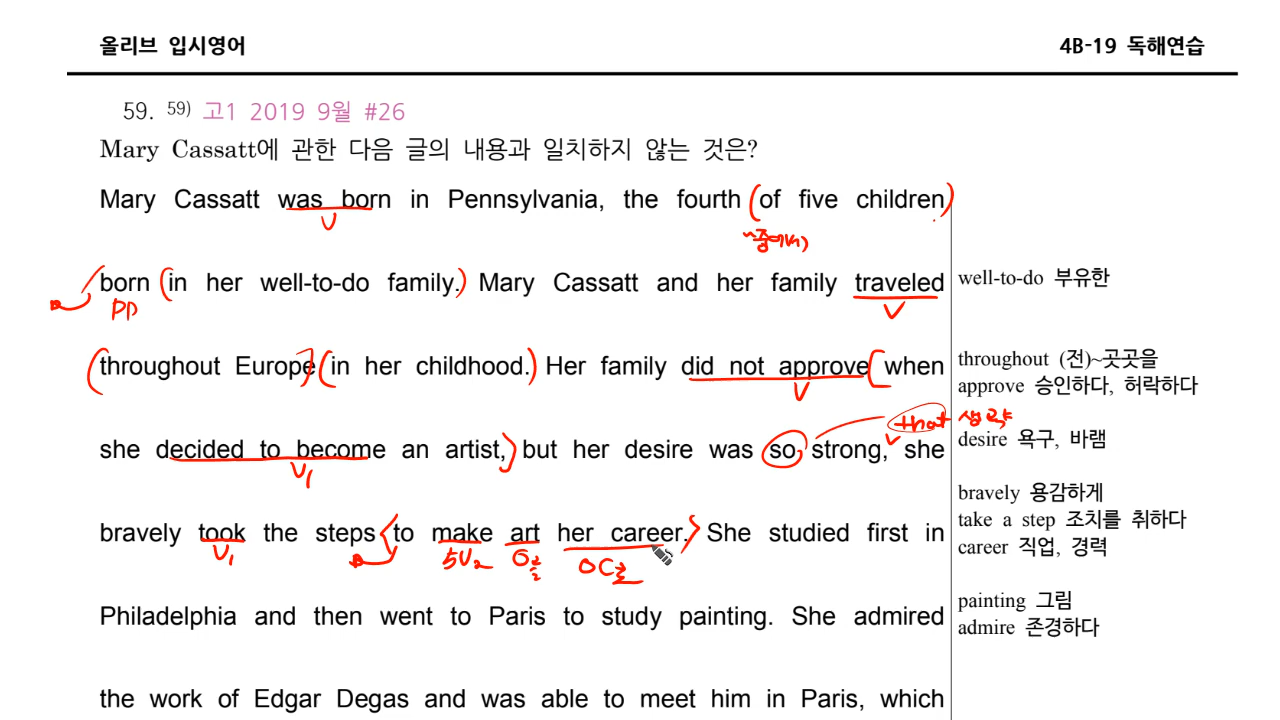 올리브 입시영어
4B-19 독해연습
59. 59) 고1 2019 9월 #26
Mary Cassatt에 관한 다음 글의 내용과 일치하지 않는 것은?
Mary Cassatt was born in Pennsylvania, the fourth (of five children)
V
~중에서
born (in her well-to-do family.) Mary Cassatt and her family traveled
well-to-do 부유한
PP
V
(throughout Europe) (in her childhood.) Her family did not approve (when
throughout (전)~곳곳을
approve 승인하다, 허락하다
V
that 생략
she decided to become an artist,) but her desire was so strong, she
desire 욕구, 바램
V1
bravely 용감하게
bravely took the steps (to make art her career.) She studied first in
take a step 조치를 취하다
career 직업, 경력
V1
5V2
O를
OC로
Philadelphia and then went to Paris to study painting. She admired
painting 그림
admire 존경하다
the work of Edgar Degas and was able to meet him in Paris, which